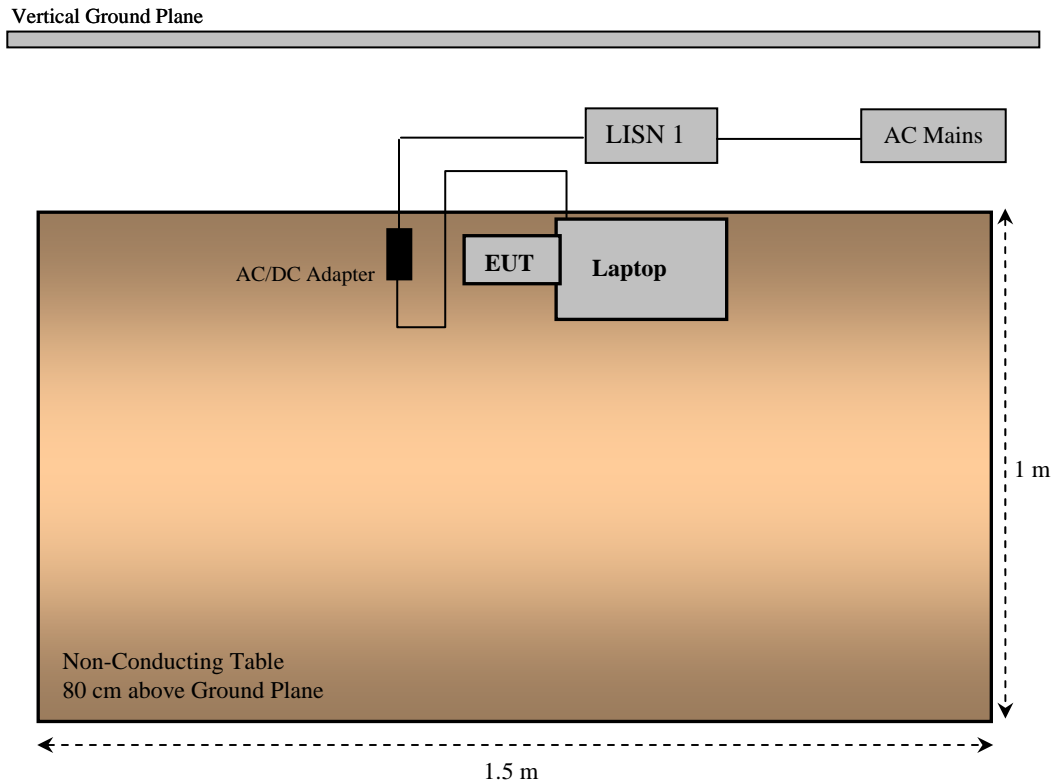 Vertical Ground Plane
LISN 1
AC Mains
AC/DC Adapter
EUT
Laptop
1 m
Non-Conducting Table
80 cm above Ground Plane
1.5 m